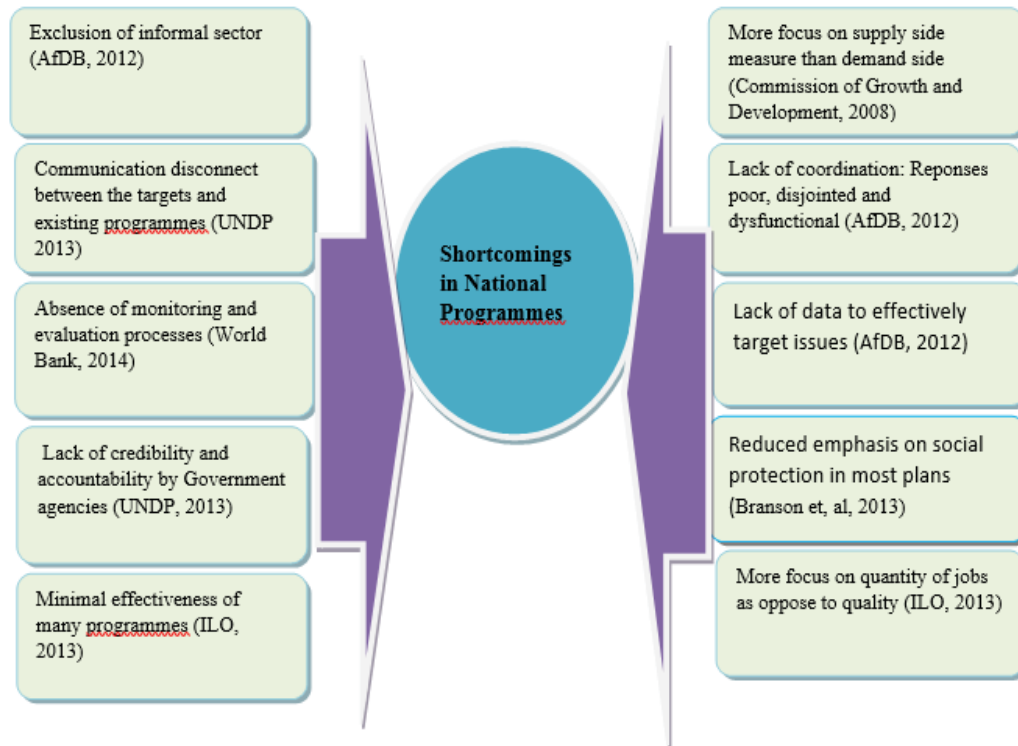 Exclusion of informal sector
(AfDB, 2012)
Communication disconnect
between the targets and
existing programmes (UNDP
2013)
Absence of monitoring and
evaluation processes (World
Bank, 2014)
Lack of credibility and
accountability by Government
agencies (UNDP, 2013)
Minimal effectiveness of
many programmes (ILO,
2013)
Shortcomings
in National
Programmes
More focus on supply side
measure than demand side
(Commission of Growth and
Development, 2008)
Lack of coordination: Reponses
poor, disjointed and
dysfunctional (AfDB, 2012)
Lack of data to effectively
target issues (AfDB, 2012)
Reduced emphasis on social
protection in most plans
(Branson et, al, 2013)
More focus on quantity of jobs
as oppose to quality (ILO, 2013)